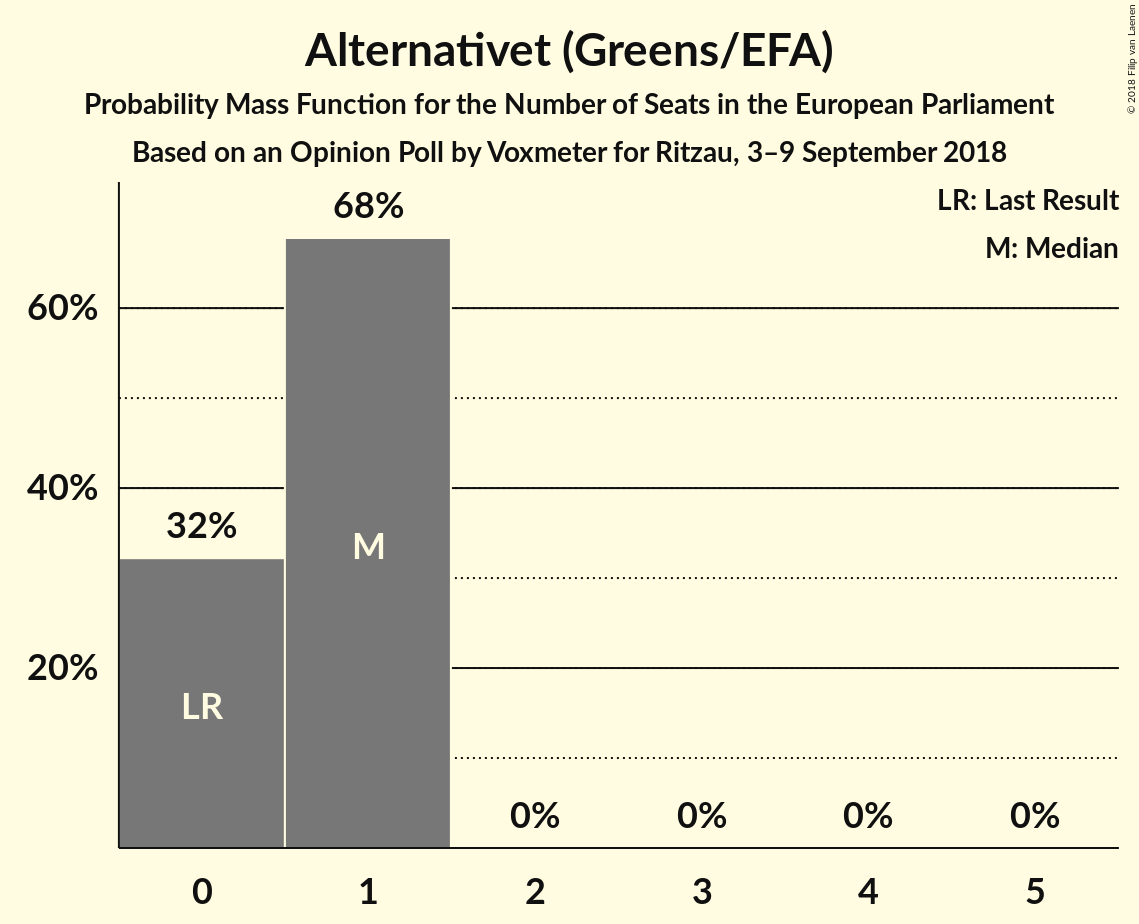 Alternativet (Greens/EFA)
Probability Mass Function for the Number of Seats in the European Parliament
Based on an Opinion Poll by Voxmeter for Ritzau, 3–9 September 2018
© 2018 Filip van Laenen
LR: Last Result
M: Median
68%
60%
40%
32%
M
20%
LR
0% 0% 0% 0%
0 1 2 3 4 5